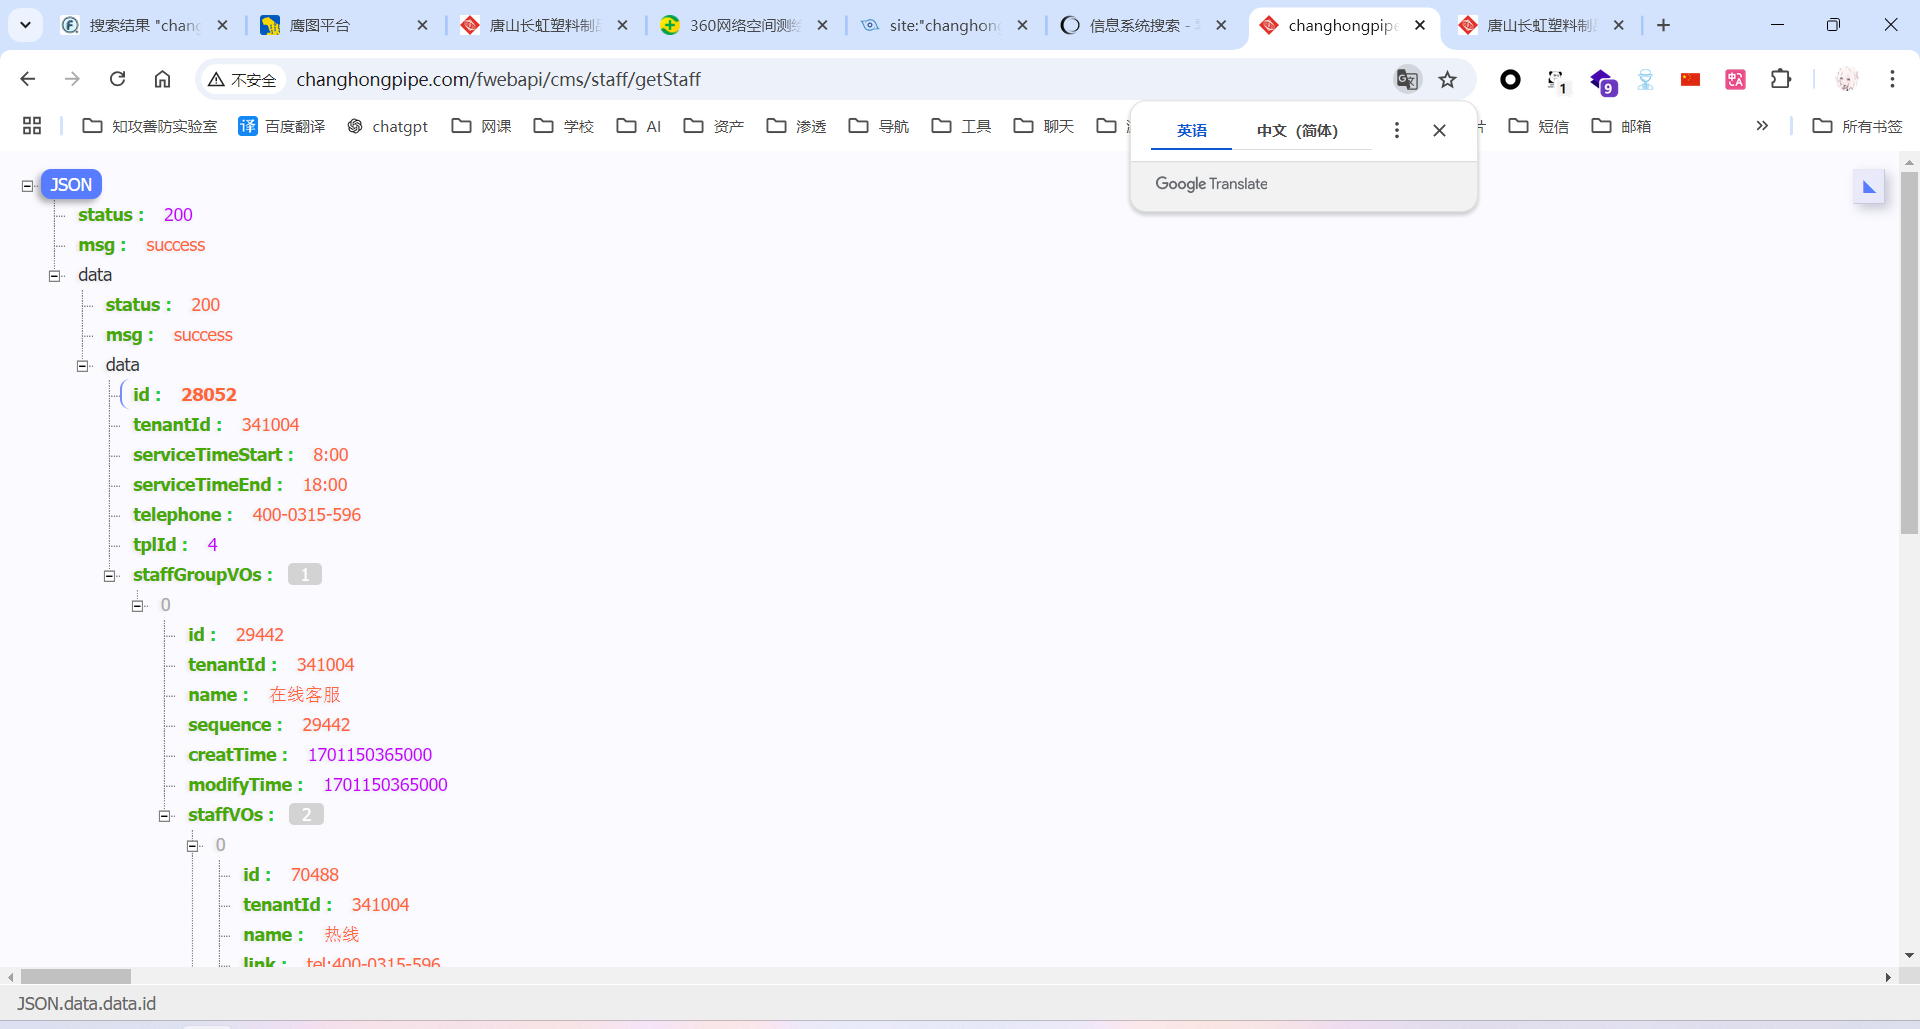 搜索结果 "chang
鹰图平台
唐山长虹塑料制品
360网络空间测绘
site:"changhong
信息系统搜索 -
changhongpipe
唐山长虹塑料制品
不安全
changhongpipe.com/fwebapi/cms/staff/getStaff
1
9
知攻善防实验室
百度翻译
chatgpt
网课
学校
AI
资产
渗透
导航
工具
聊天
短信
邮箱
所有书签
英语
中文（简体）
Google Translate
JSON
status : 200
msg : success
data
status : 200
msg : success
data
id : 28052
tenantId : 341004
serviceTimeStart : 8:00
serviceTimeEnd : 18:00
telephone : 400-0315-596
tplId : 4
staffGroupVOs : 1
0
id : 29442
tenantId : 341004
name : 在线客服
sequence : 29442
creatTime : 1701150365000
modifyTime : 1701150365000
staffVOs : 2
0
id : 70488
tenantId : 341004
name : 热线
link : tel:400-0315-596
JSON.data.data.id